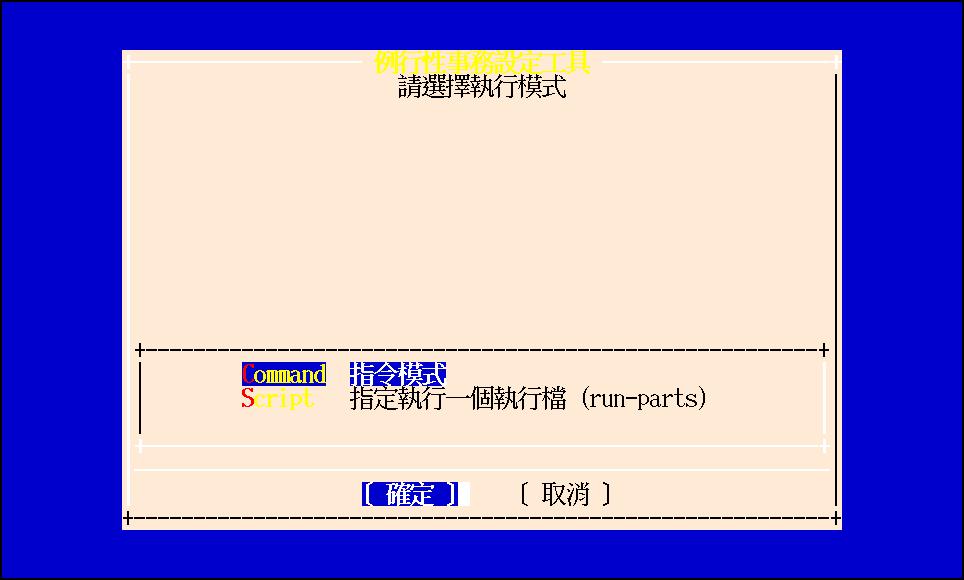 例行性事務設定工具
請選擇執行模式
Command 指令模式
Script 指定執行一個執行檔 (run-parts)
[ 確定 ] [ 取消 ]